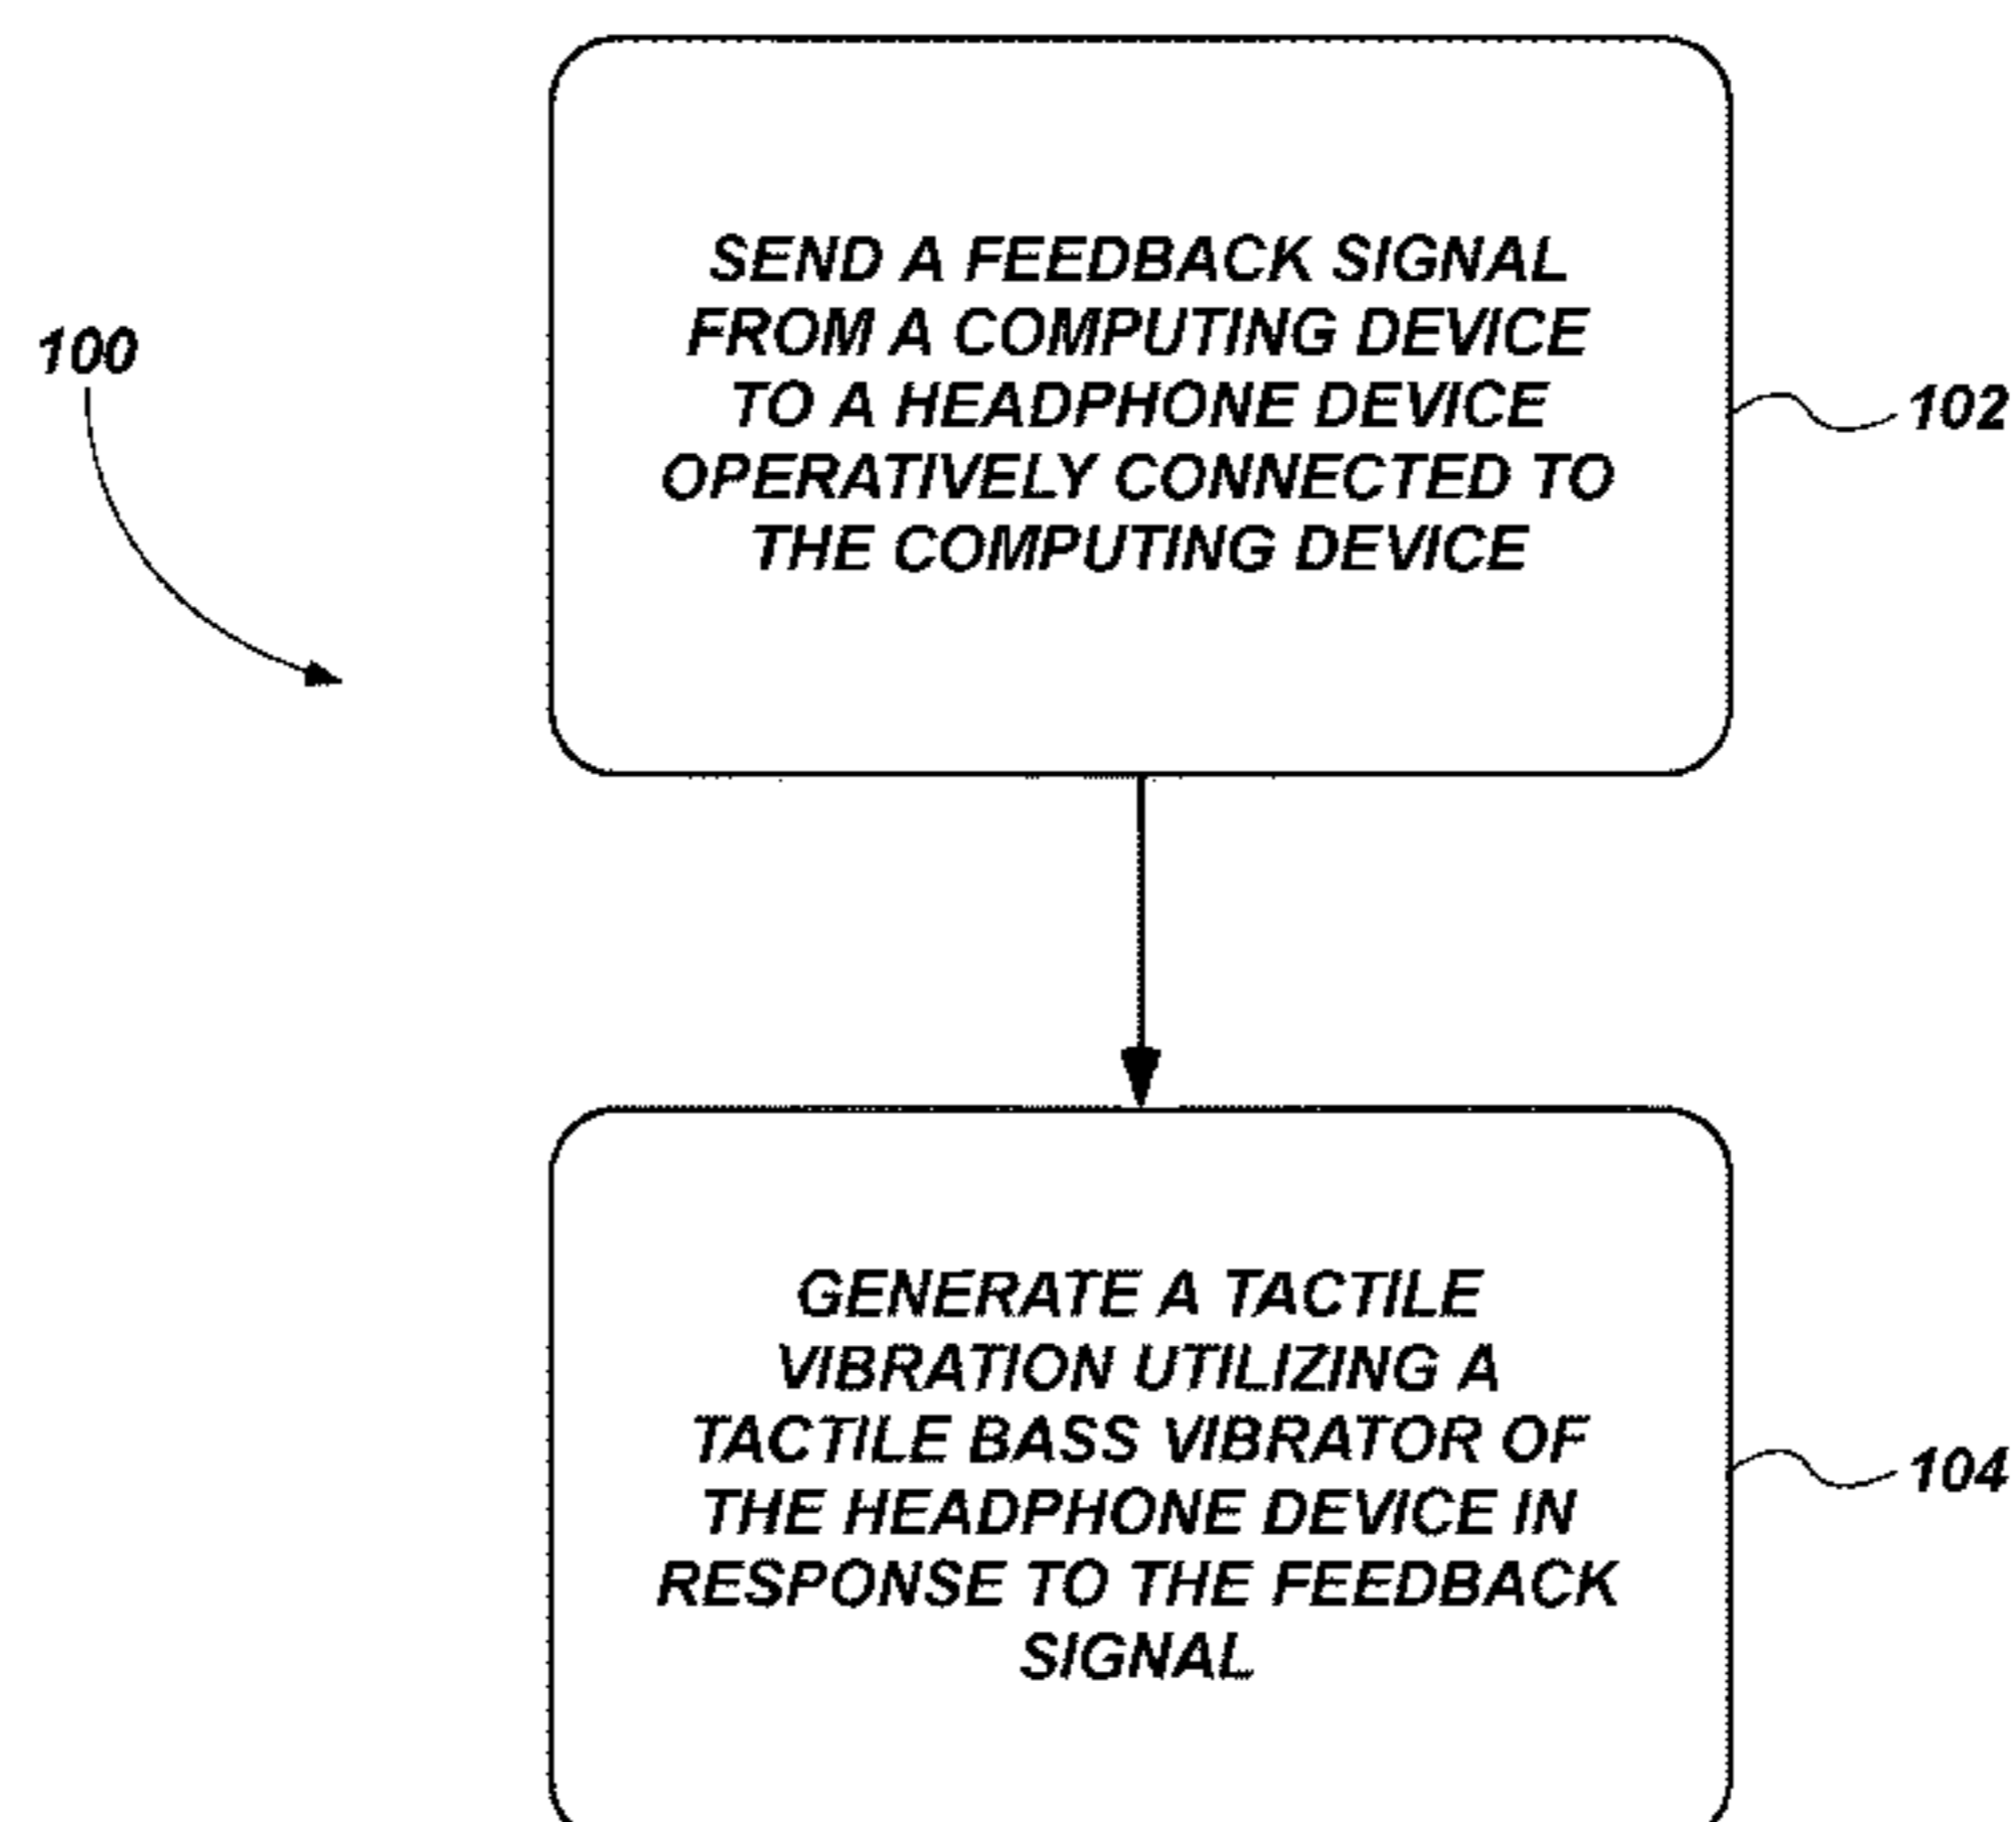 SEND A FEEDBACK SIGNAL
FROM A COMPUTING DEVICE
TO A HEADPHONE DEVICE
OPERATIVELY CONNECTED TO
THE COMPUTING DEVICE
100
102
GENERATE A TACTILE
VIBRATION UTILIZING A
TACTILE BASS VIBRATOR OF
THE HEADPHONE DEVICE IN
RESPONSE TO THE FEEDBACK
SIGNAL
104